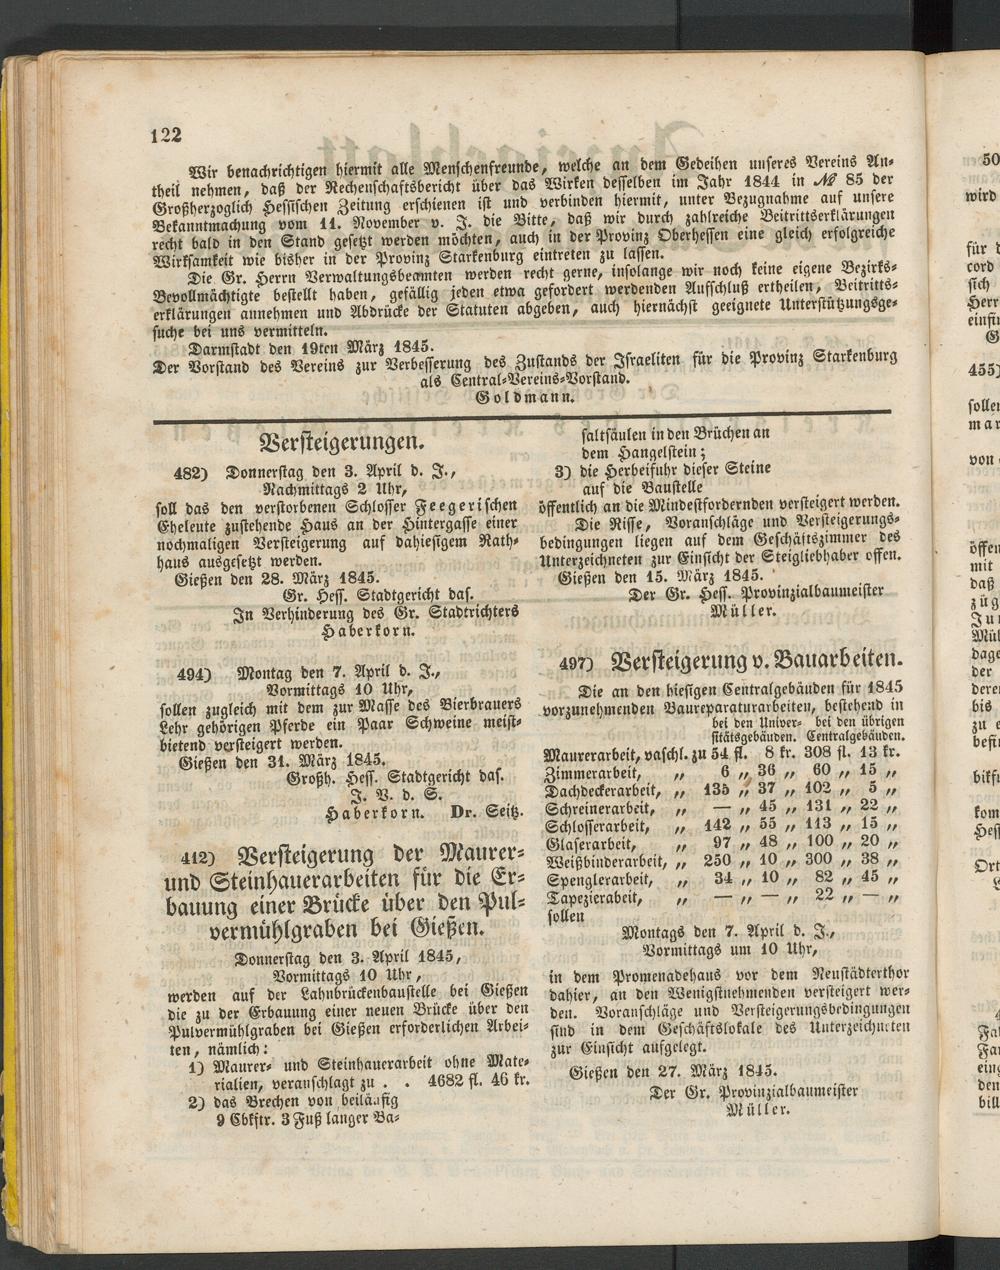 122
Wir benachrichtigen hiermit alle Menschenfreunde, welche an dem Gedeihen unseres Vereins An-
theil nehmen, daß der Rechenschaftsbericht über das Wirken desselben im Jahr 1844 in № 85 der
Großherzoglich Hessischen Zeitung erschienen ist und verbinden hiermit, unter Bezugnahme auf unsere
Bekanntmachung vom 11. November v. J. die Bitte, daß wir durch zahlreiche Beitrittserklärungen
recht bald in den Stand gesetzt werden möchten, auch in der Provinz Oberhessen eine gleich erfolgreiche
Wirksamkeit wie bisher in der Provinz Starkenburg eintreten zu lassen.
Die Gr. Herrn Verwaltungsbeamten werden recht gerne, insolange wir noch keine eigene Bezirks-
Bevollmächtigte bestellt haben, gefällig jeden etwa gefordert werdenden Aufschluß ertheilen, Beitritts-
erklärungen annehmen und Abdrücke der Statuten abgeben, auch hiernächst geeignete Unterstützungsge-
suche bei uns vermitteln.
Darmstadt den 19ten März 1845.
Der Vorstand des Vereins zur Verbesserung des Zustands der Israeliten für die Provinz Starkenburg
als Central-Vereins-Vorstand.
Goldmann.
Versteigerungen.
482) Donnerstag den 3. April d. J.,
Nachmittags 2 Uhr,
soll das den verstorbenen Schlosser Feegerischen
Eheleute zustehende Haus an der Hintergasse einer
nochmaligen Versteigerung auf dahiesigem Rath-
haus ausgesetzt werden.
Gießen den 28. März 1845.
Gr. Hess. Stadtgericht das.
In Verhinderung des Gr. Stadtrichters
Haberkorn.
494) Montag den 7. April d. J.,
Vormittags 10 Uhr,
sollen zugleich mit dem zur Masse des Bierbrauers
Lehr gehörigen Pferde ein Paar Schweine meist-
bietend versteigert werden.
Gießen den 31. März 1845.
Großh. Hess. Stadtgericht das.
J. V. d. S.
Haberkorn. Dr. Seitz.
412) Versteigerung der Maurer-
und Steinhauerarbeiten für die Er-
bauung einer Brücke über den Pul-
vermühlgraben bei Gießen.
Donnerstag den 3. April 1845,
Vormittags 10 Uhr,
werden auf der Lahnbrückenbaustelle bei Gießen
die zu der Erbauung einer neuen Brücke über den
Pulvermühlgraben bei Gießen erforderlichen Arbei-
ten, nämlich:
1) Maurer- und Steinhauerarbeit ohne Mate-
rialien, veranschlagt zu . . 4682 fl. 46 kr.
2) das Brechen von beiläufig
9 Cbkftr. 3 Fuß langer Ba-
saltsäulen in den Brüchen an
dem Hangelstein;
3) die Herbeifuhr dieser Steine
auf die Baustelle
öffentlich an die Mindestfordernden versteigert werden.
Die Risse, Voranschläge und Versteigerungs-
bedingungen liegen auf dem Geschäftszimmer des
Unterzeichneten zur Einsicht der Steigliebhaber offen.
Gießen den 15. März 1845.
Der Gr. Hess. Provinzialbaumeister
Müller.
497) Versteigerung v. Bauarbeiten.
Die an den hiesigen Centralgebäuden für 1845
vorzunehmenden Baureparaturarbeiten, bestehend in
bei den Univer- bei den übrigen
sitätsgebäuden. Centralgebäuden.
Maurerarbeit, vaschl. zu 54 fl. 8 kr. 308 fl. 13 kr.
Zimmerarbeit, „ 6 „ 36 „ 60 „ 15 „
Dachdeckerarbeit, „ 135 „ 37 „ 102 „ 5 „
Schreinerarbeit, „ — „ 45 „ 131 „ 22 „
Schlosserarbeit, „ 142 „ 55 „ 113 „ 15 „
Glaserarbeit, „ 97 „ 48 „ 100 „ 20 „
Weißbinderarbeit, „ 250 „ 10 „ 300 „ 38 „
Spenglerarbeit, „ 34 „ 10 „ 82 „ 45 „
Tapezierabeit, „ — „ — „ 22 „ — „
sollen
Montags den 7. April d. J.,
Vormittags um 10 Uhr,
in dem Promenadehaus vor dem Neustädterthor
dahier, an den Wenigstnehmenden versteigert wer-
den. Voranschläge und Versteigerungsbedingungen
sind in dem Geschäftslokale des Unterzeichneten
zur Einsicht aufgelegt.
Gießen den 27. März 1845.
Der Gr. Provinzialbaumeister
Müller.